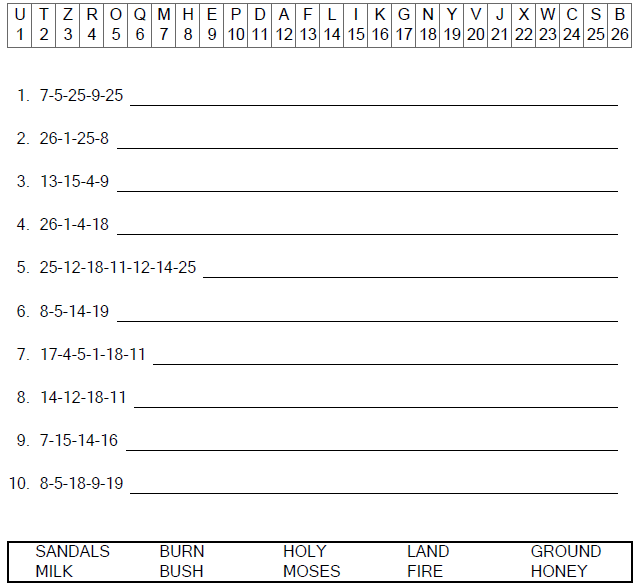 U T Z R O Q M H E P D A F L I K G N Y V J X W C S B
1 2 3 4 5 6 7 8 9 10 11 12 13 14 15 16 17 18 19 20 21 22 23 24 25 26
1. 7-5-25-9-25
2. 26-1-25-8
3. 13-15-4-9
4. 26-1-4-18
5. 25-12-18-11-12-14-25
6. 8-5-14-19
7. 17-4-5-1-18-11
8. 14-12-18-11
9. 7-15-14-16
10. 8-5-18-9-19
SANDALS BURN HOLY LAND GROUND
MILK BUSH MOSES FIRE HONEY